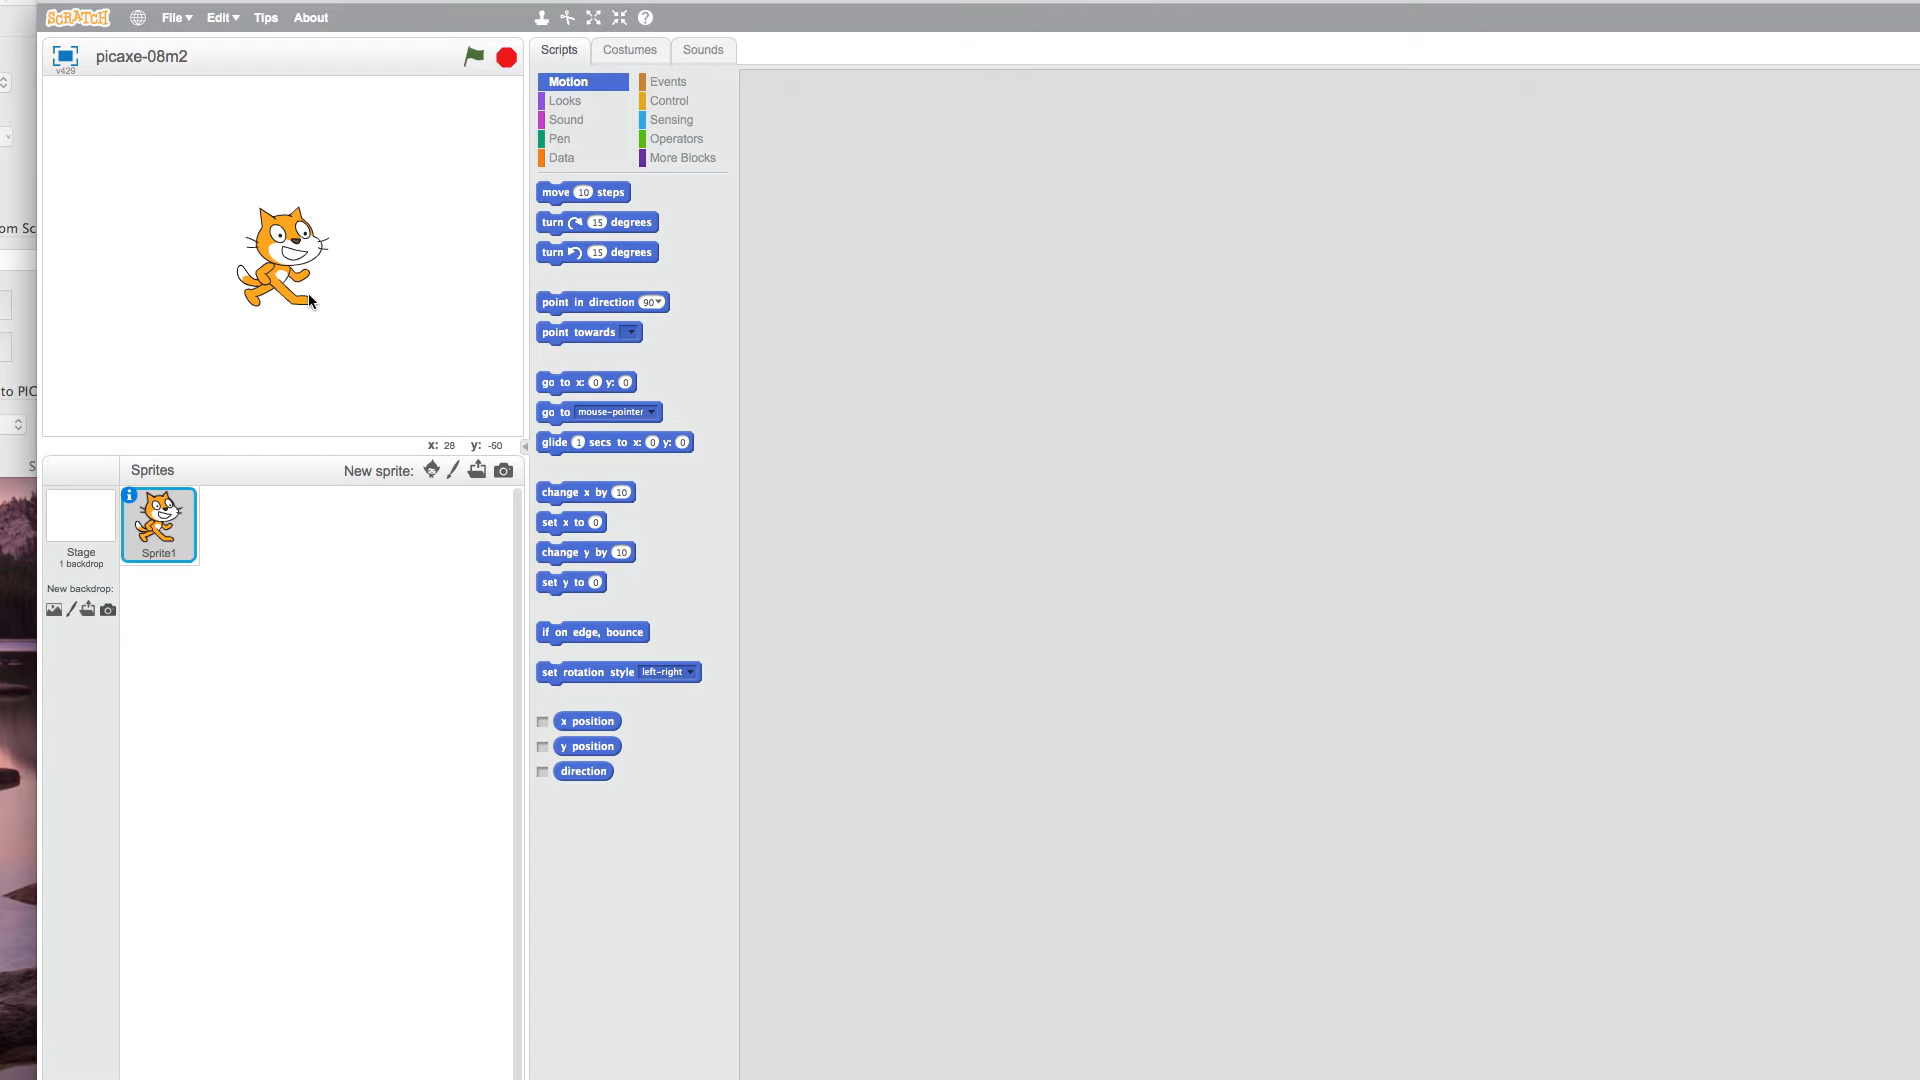 SCRATCH File Edit Tips About
picaxe-08m2
v429
Scripts Costumes Sounds
Motion Events
Looks Control
Sound Sensing
Pen Operators
Data More Blocks
move 10 steps
turn 15 degrees
turn 15 degrees
point in direction 90
point towards
go to x: 0 y: 0
go to mouse-pointer
glide 1 secs to x: 0 y: 0
change x by 10
set x to 0
change y by 10
set y to 0
if on edge, bounce
set rotation style left-right
x position
y position
direction
x: 28 y: -50
Sprites New sprite:
Sprite1
Stage
1 backdrop
New backdrop:
om Sc
to PIC
S